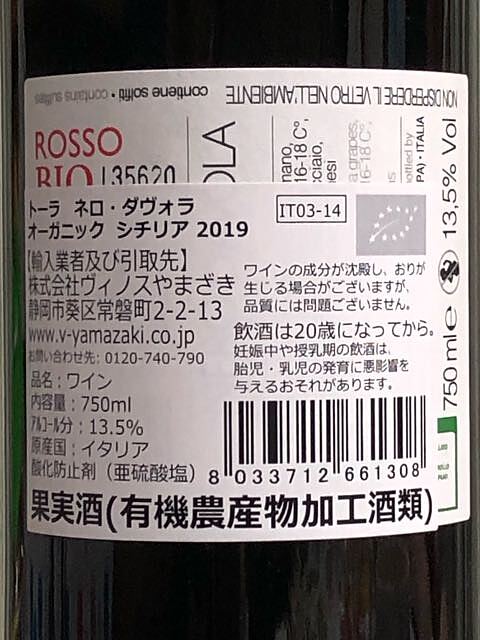 NON DISPERDERE IL VETRO NELL'AMBIENTE
contiene solfiti • contains sulfites
ROSSO
BIO
35620
OLA
mano,
16-18 C°,
cciaio,
a grapes,
16-18 C°,
PA) • ITALIA
13,5% Vol
750 ml e
トーラ ネロ・ダヴォラ
オーガニック シチリア 2019
IT03-14
【輸入業者及び引取先】
株式会社ヴィノスやまざき
静岡市葵区常磐町2-2-13
www.v-yamazaki.co.jp
お問い合わせ先: 0120-740-790
品名：ワイン
内容量：750ml
アルコール分：13.5%
原産国：イタリア
酸化防止剤（亜硫酸塩）
ワインの成分が沈殿し、おりが
生じる場合がございますが、
品質には問題ございません。
飲酒は20歳になってから。
妊娠中や授乳期の飲酒は、
胎児・乳児の発育に悪影響を
与えるおそれがあります。
8 033712 661308
果実酒(有機農産物加工酒類)